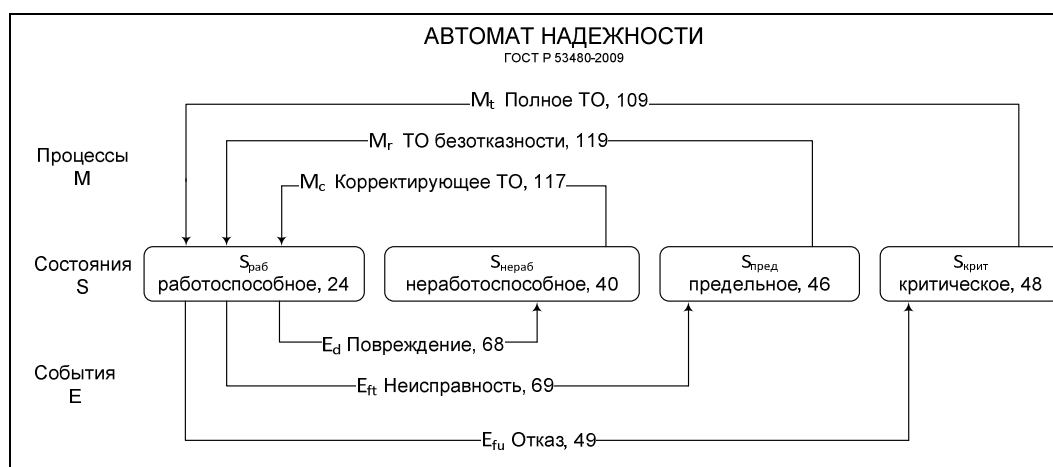 АВТОМАТ НАДЕЖНОСТИ
ГОСТ Р 53480-2009
Mt Полное ТО, 109
Mr ТО безотказности, 119
Процессы
М
Mc Корректирующее ТО, 117
Состояния
S
Sраб
работоспособное, 24
Sнераб
неработоспособное, 40
Sпред
предельное, 46
Sкрит
критическое, 48
Ed Повреждение, 68
События
E
Eft Неисправность, 69
Efu Отказ, 49